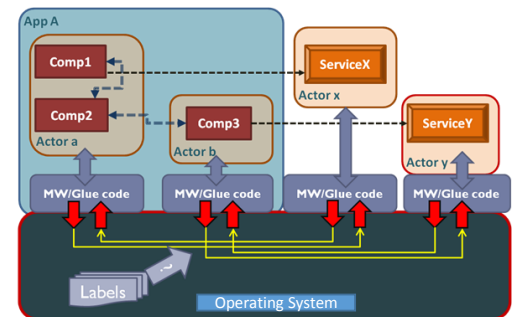 App A
Comp1
Comp2
Actor a
Comp3
Actor b
ServiceX
Actor x
ServiceY
Actor y
MW/Glue code
MW/Glue code
MW/Glue code
MW/Glue code
Labels
Operating System